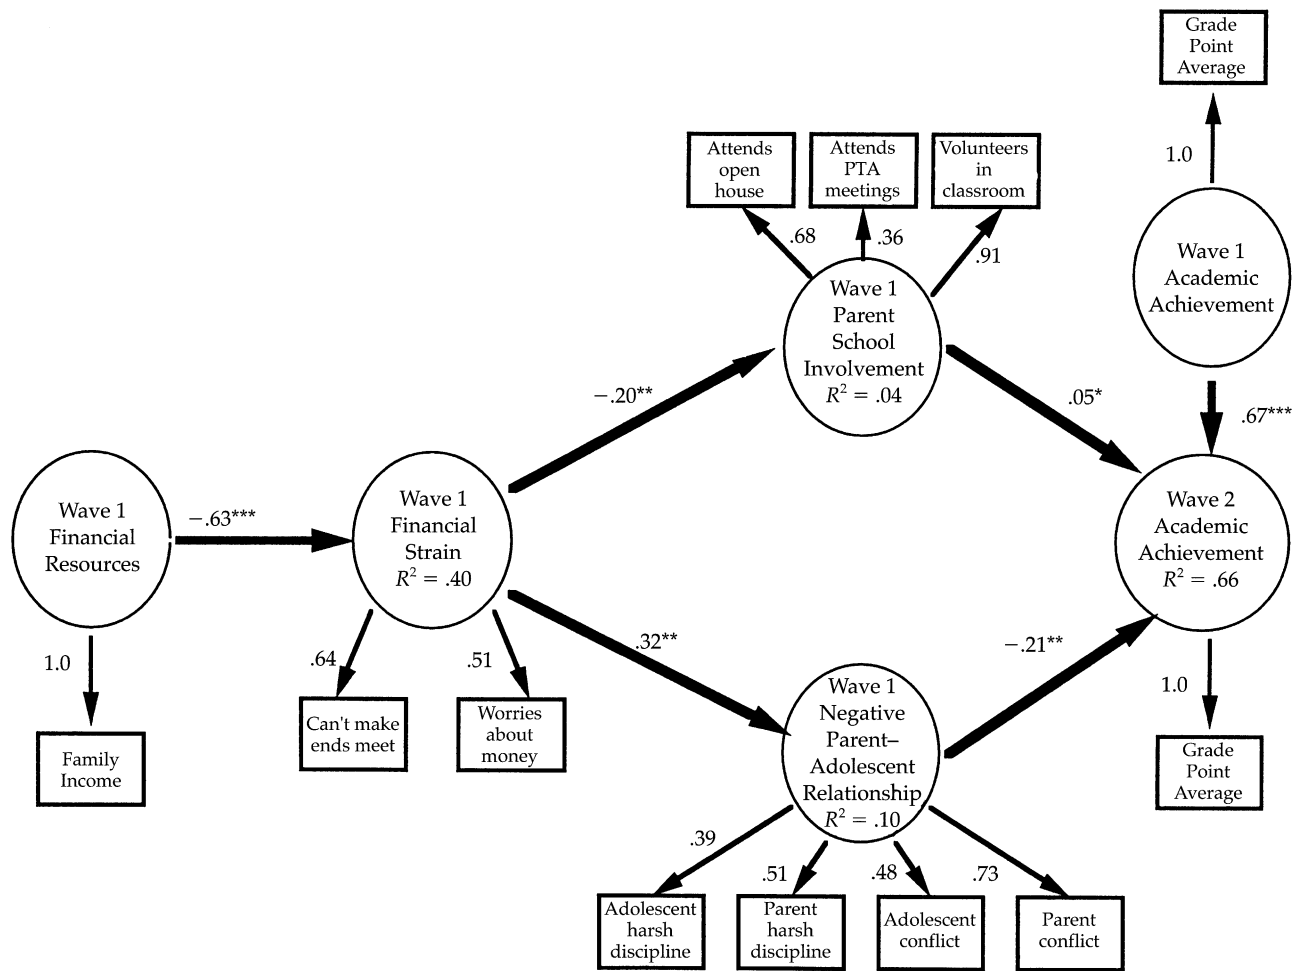 Grade
Point
Average
1.0
Attends
open
house
Attends
PTA
meetings
Volunteers
in
classroom
.68
.36
.91
Wave 1
Parent
School
Involvement
R² = .04
Wave 1
Academic
Achievement
−.20**
.05*
.67***
Wave 1
Financial
Resources
−.63***
Wave 1
Financial
Strain
R² = .40
Wave 2
Academic
Achievement
R² = .66
1.0
.64
.51
.32**
−.21**
1.0
Family
Income
Can't make
ends meet
Worries
about
money
Wave 1
Negative
Parent–
Adolescent
Relationship
R² = .10
Grade
Point
Average
.39
.51
.48
.73
Adolescent
harsh
discipline
Parent
harsh
discipline
Adolescent
conflict
Parent
conflict